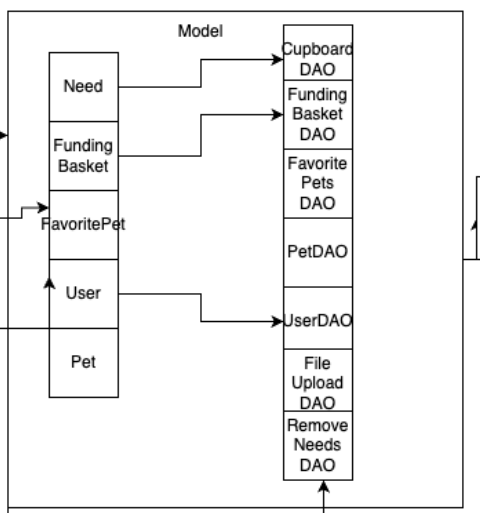 Model
Need
Funding
Basket
FavoritePet
User
Pet
Cupboard
DAO
Funding
Basket
DAO
Favorite
Pets
DAO
PetDAO
UserDAO
File
Upload
DAO
Remove
Needs
DAO